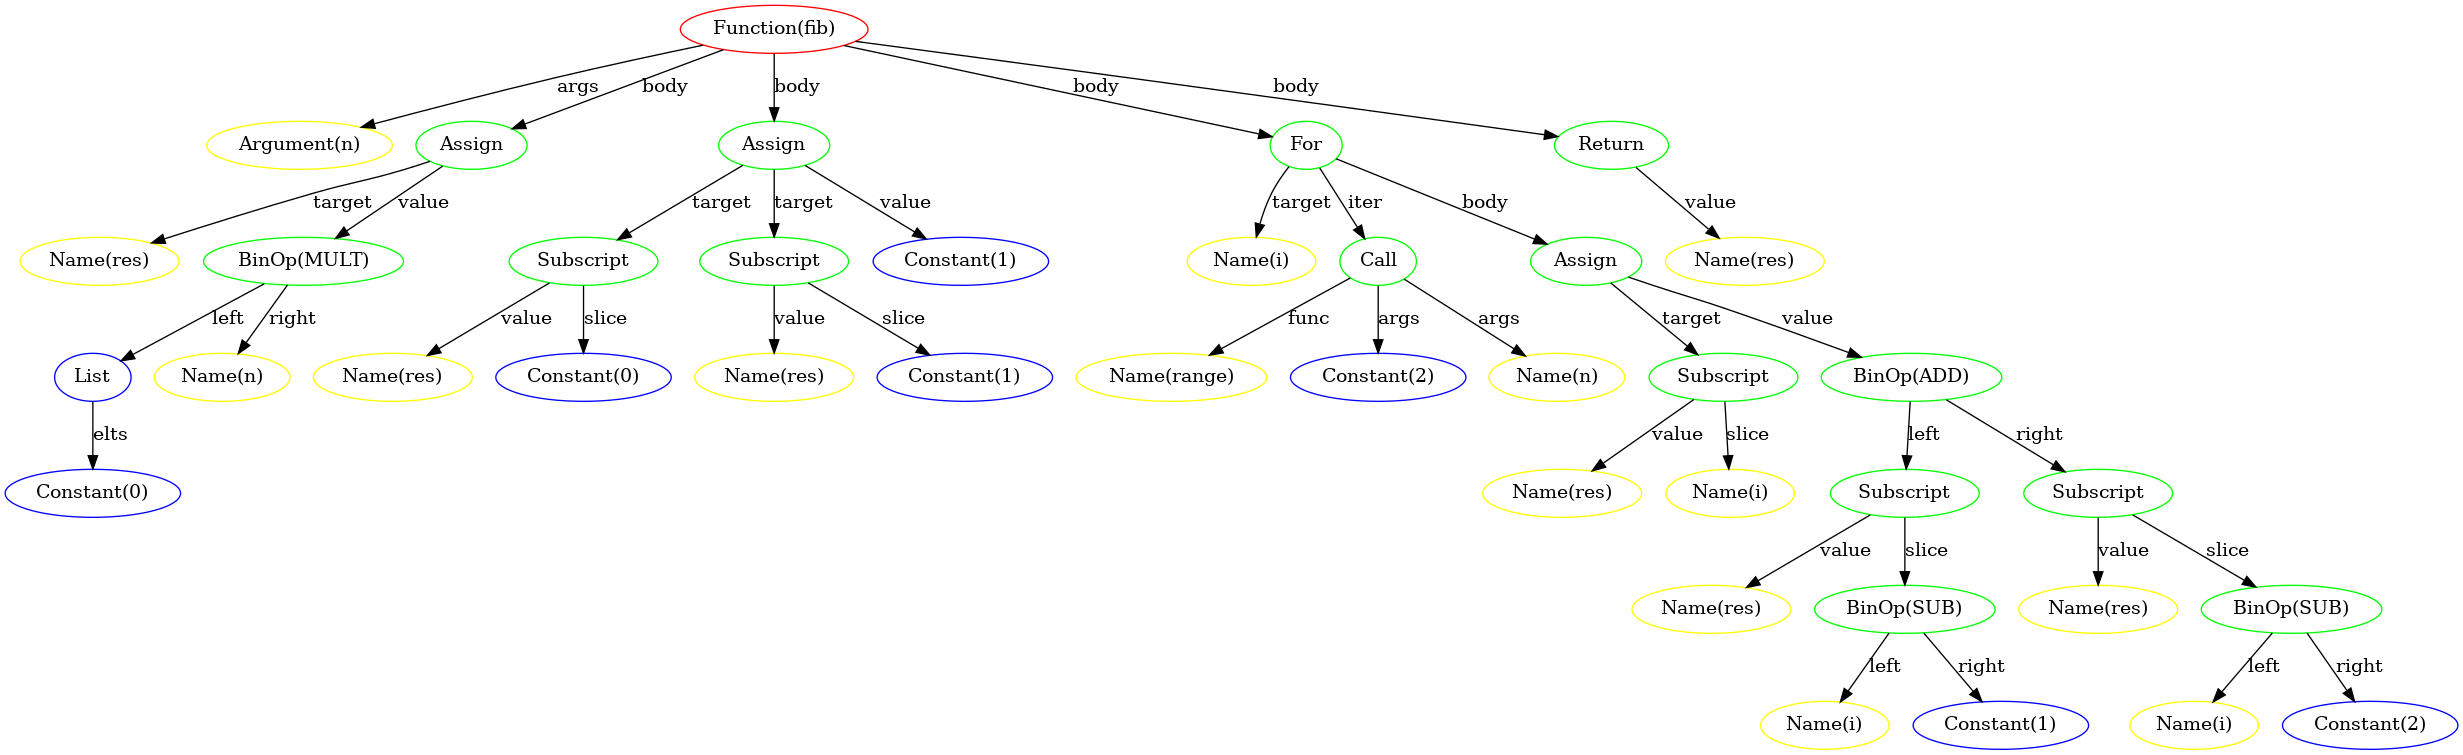 Function(fib)
args body body body body
Argument(n) Assign Assign For Return
target value target target value target iter body value
Name(res) BinOp(MULT) Subscript Subscript Constant(1) Name(i) Call Assign Name(res)
left right value slice value slice func args args target value
List Name(n) Name(res) Constant(0) Name(res) Constant(1) Name(range) Constant(2) Name(n) Subscript BinOp(ADD)
elts value slice left right
Constant(0) Name(res) Name(i) Subscript Subscript
value slice value slice
Name(res) BinOp(SUB) Name(res) BinOp(SUB)
left right left right
Name(i) Constant(1) Name(i) Constant(2)